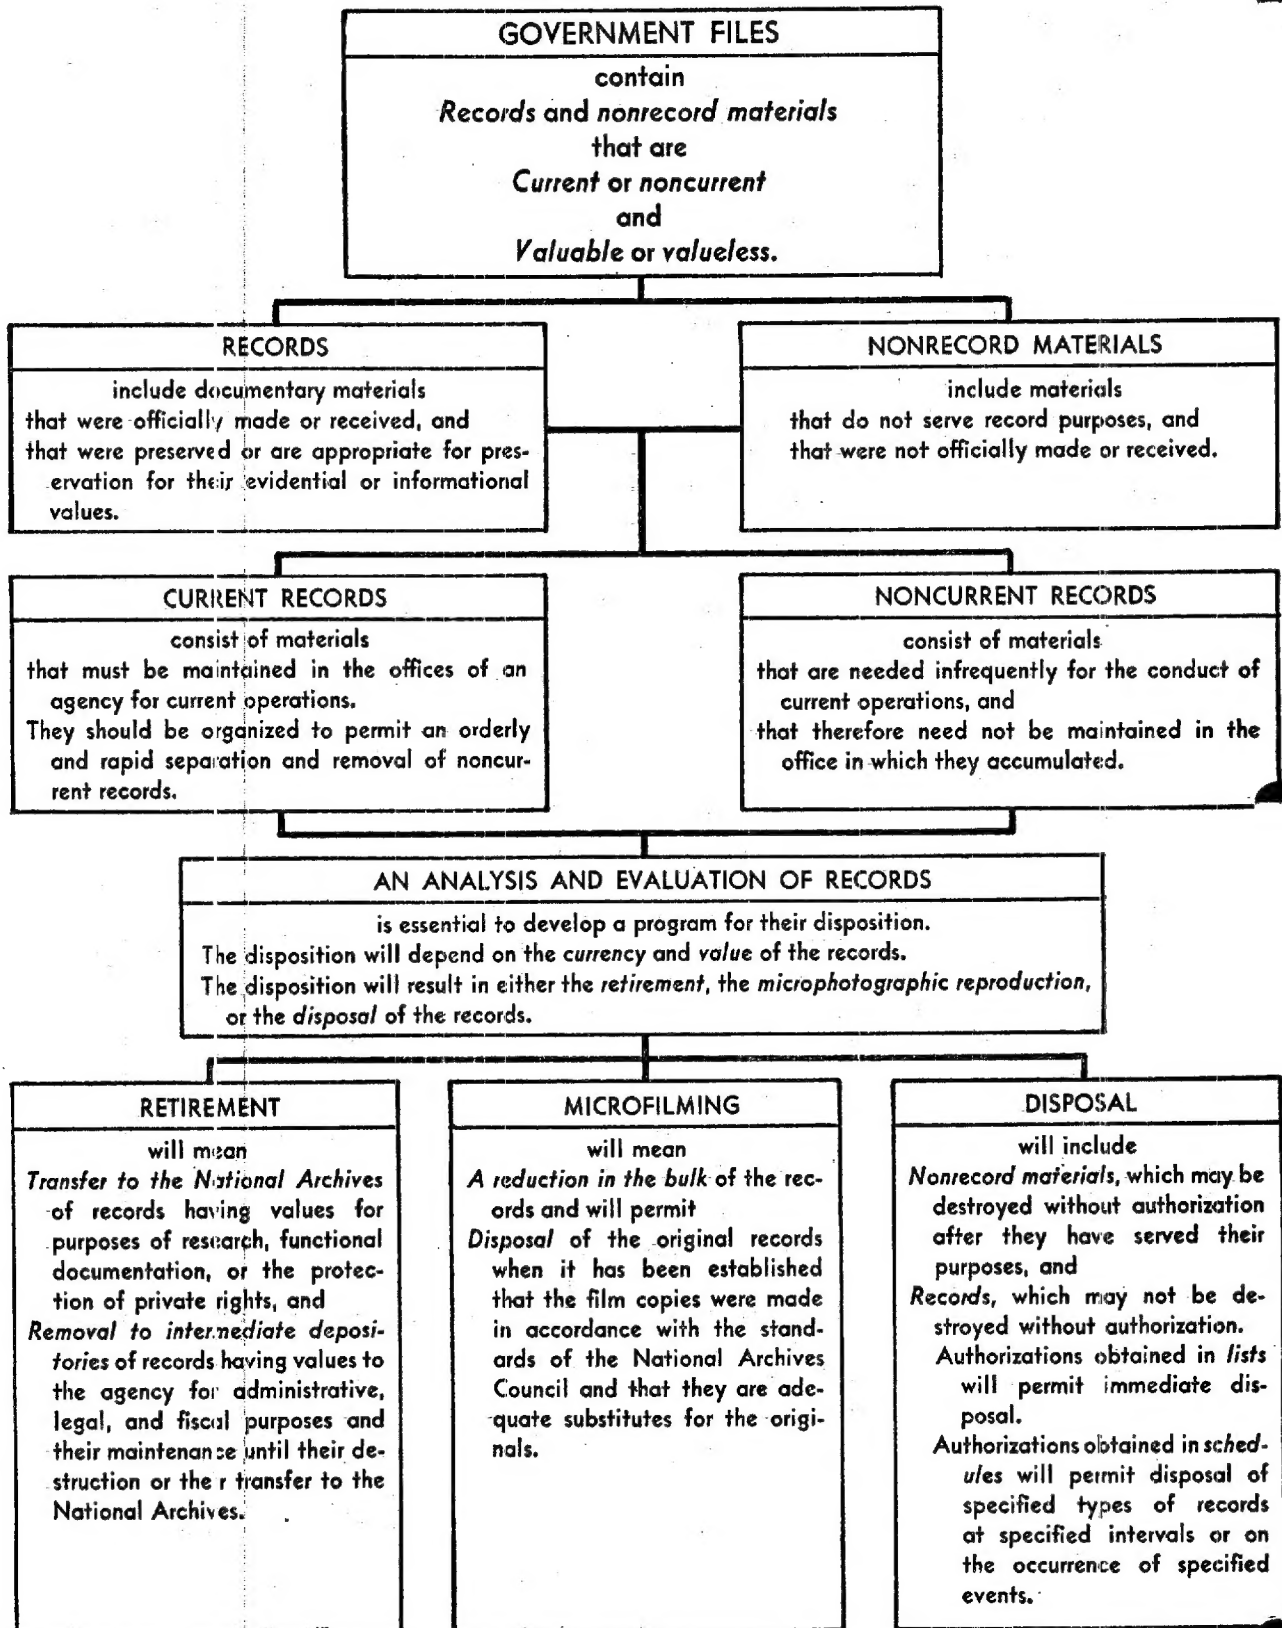 GOVERNMENT FILES
contain
Records and nonrecord materials
that are
Current or noncurrent
and
Valuable or valueless.
RECORDS
include documentary materials
that were officially made or received, and
that were preserved or are appropriate for pres-
ervation for their evidential or informational
values.
NONRECORD MATERIALS
include materials
that do not serve record purposes, and
that were not officially made or received.
CURRENT RECORDS
consist of materials
that must be maintained in the offices of an
agency for current operations.
They should be organized to permit an orderly
and rapid separation and removal of noncur-
rent records.
NONCURRENT RECORDS
consist of materials
that are needed infrequently for the conduct of
current operations, and
that therefore need not be maintained in the
office in which they accumulated.
AN ANALYSIS AND EVALUATION OF RECORDS
is essential to develop a program for their disposition.
The disposition will depend on the currency and value of the records.
The disposition will result in either the retirement, the microphotographic reproduction,
or the disposal of the records.
RETIREMENT
will mean
Transfer to the National Archives
of records having values for
purposes of research, functional
documentation, or the protec-
tion of private rights, and
Removal to intermediate deposi-
tories of records having values to
the agency for administrative,
legal, and fiscal purposes and
their maintenance until their de-
struction or their transfer to the
National Archives.
MICROFILMING
will mean
A reduction in the bulk of the rec-
ords and will permit
Disposal of the original records
when it has been established
that the film copies were made
in accordance with the stand-
ards of the National Archives
Council and that they are ade-
quate substitutes for the origi-
nals.
DISPOSAL
will include
Nonrecord materials, which may be
destroyed without authorization
after they have served their
purposes, and
Records, which may not be de-
stroyed without authorization.
Authorizations obtained in lists
will permit immediate dis-
posal.
Authorizations obtained in sched-
ules will permit disposal of
specified types of records
at specified intervals or on
the occurrence of specified
events.